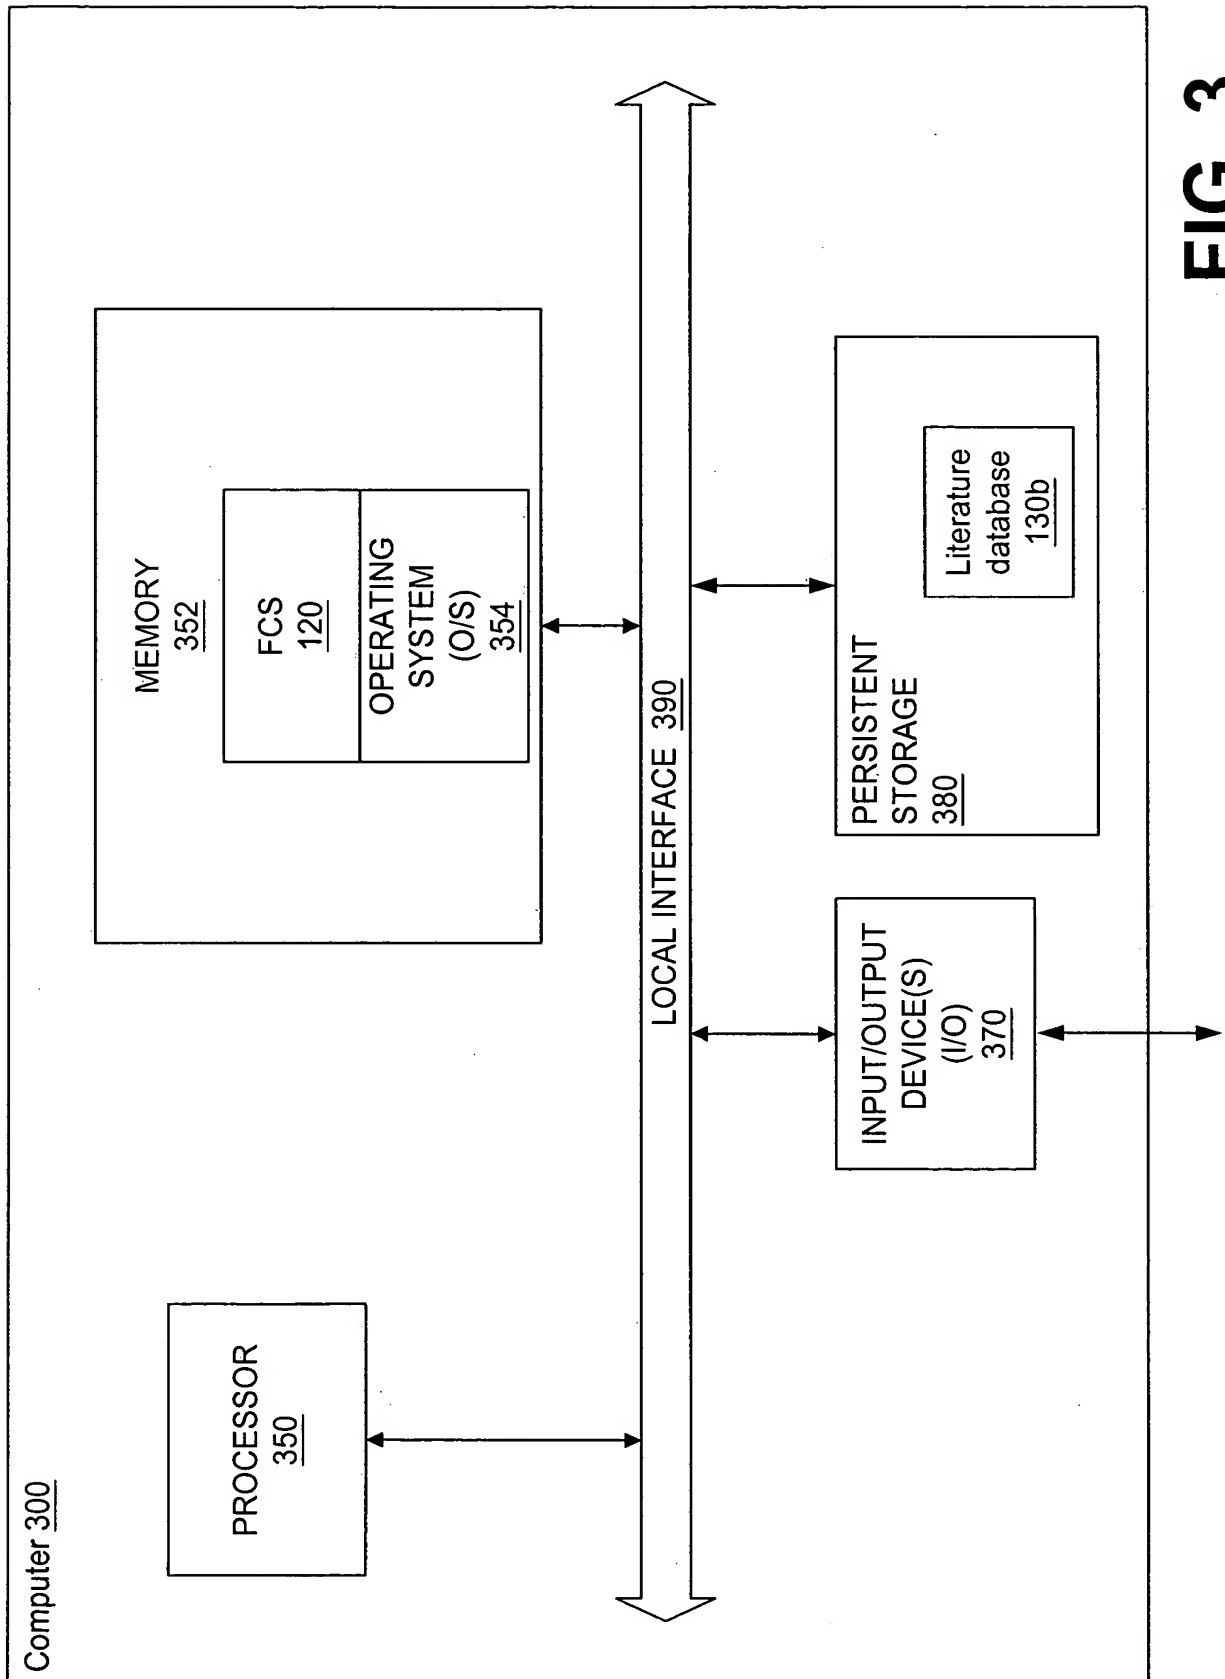 Computer 300
PROCESSOR
350
MEMORY
352
FCS
120
OPERATING
SYSTEM
(O/S)
354
LOCAL INTERFACE 390
INPUT/OUTPUT
DEVICE(S)
(I/O)
370
PERSISTENT
STORAGE
380
Literature
database
130b
FIG 3